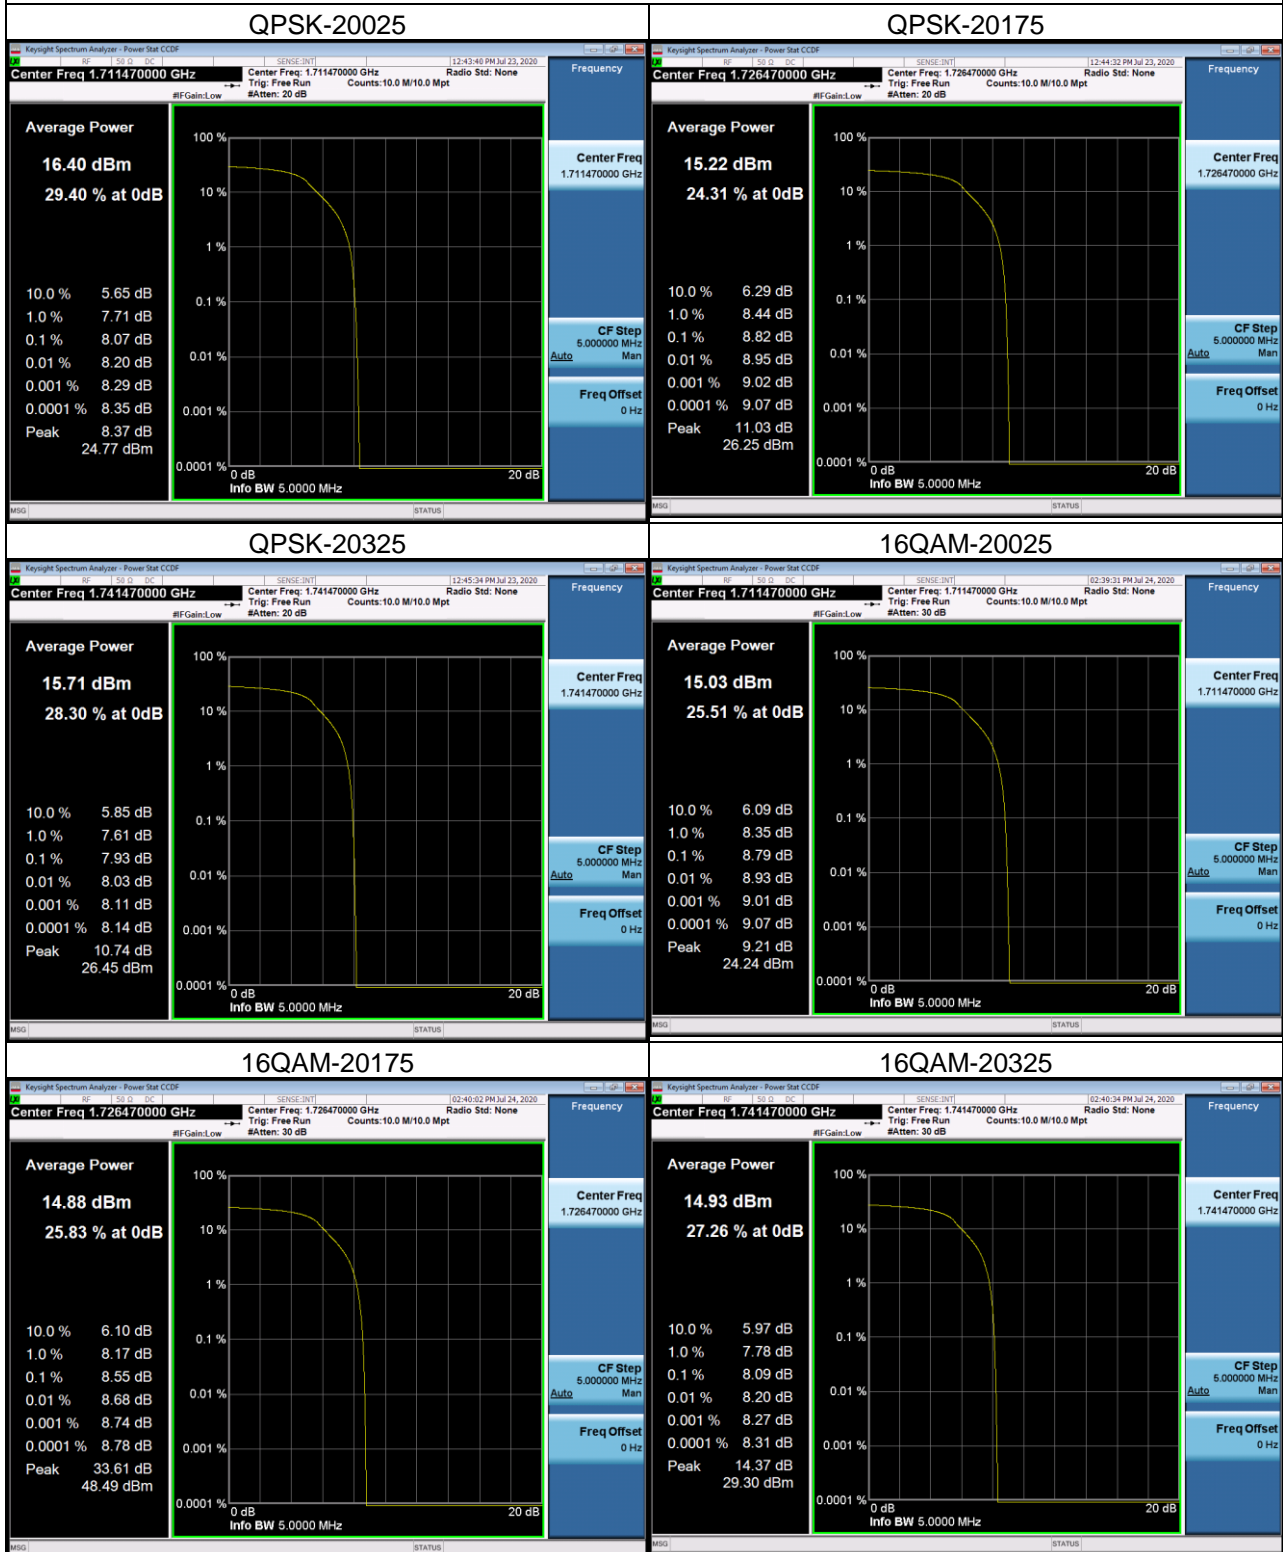 QPSK-20025
Keysight Spectrum Analyzer - Power Stat CCDF
RF 50 Ω DC SENSE:INT 12:43:40 PM Jul 23, 2020
Center Freq 1.711470000 GHz
Center Freq: 1.711470000 GHz Radio Std: None
Trig: Free Run Counts:10.0 M/10.0 Mpt
#IFGain:Low #Atten: 20 dB
Frequency
Average Power
16.40 dBm
29.40 % at 0dB
10.0 % 5.65 dB
1.0 % 7.71 dB
0.1 % 8.07 dB
0.01 % 8.20 dB
0.001 % 8.29 dB
0.0001 % 8.35 dB
Peak 8.37 dB
24.77 dBm
100 %
10 %
1 %
0.1 %
0.01 %
0.001 %
0.0001 %
0 dB 20 dB
Info BW 5.0000 MHz
Center Freq
1.711470000 GHz
CF Step
5.000000 MHz
Auto Man
Freq Offset
0 Hz
MSG STATUS
QPSK-20175
Keysight Spectrum Analyzer - Power Stat CCDF
RF 50 Ω DC SENSE:INT 12:44:32 PM Jul 23, 2020
Center Freq 1.726470000 GHz
Center Freq: 1.726470000 GHz Radio Std: None
Trig: Free Run Counts:10.0 M/10.0 Mpt
#IFGain:Low #Atten: 20 dB
Frequency
Average Power
15.22 dBm
24.31 % at 0dB
10.0 % 6.29 dB
1.0 % 8.44 dB
0.1 % 8.82 dB
0.01 % 8.95 dB
0.001 % 9.02 dB
0.0001 % 9.07 dB
Peak 11.03 dB
26.25 dBm
100 %
10 %
1 %
0.1 %
0.01 %
0.001 %
0.0001 %
0 dB 20 dB
Info BW 5.0000 MHz
Center Freq
1.726470000 GHz
CF Step
5.000000 MHz
Auto Man
Freq Offset
0 Hz
MSG STATUS
QPSK-20325
Keysight Spectrum Analyzer - Power Stat CCDF
RF 50 Ω DC SENSE:INT 12:45:34 PM Jul 23, 2020
Center Freq 1.741470000 GHz
Center Freq: 1.741470000 GHz Radio Std: None
Trig: Free Run Counts:10.0 M/10.0 Mpt
#IFGain:Low #Atten: 20 dB
Frequency
Average Power
15.71 dBm
28.30 % at 0dB
10.0 % 5.85 dB
1.0 % 7.61 dB
0.1 % 7.93 dB
0.01 % 8.03 dB
0.001 % 8.11 dB
0.0001 % 8.14 dB
Peak 10.74 dB
26.45 dBm
100 %
10 %
1 %
0.1 %
0.01 %
0.001 %
0.0001 %
0 dB 20 dB
Info BW 5.0000 MHz
Center Freq
1.741470000 GHz
CF Step
5.000000 MHz
Auto Man
Freq Offset
0 Hz
MSG STATUS
16QAM-20025
Keysight Spectrum Analyzer - Power Stat CCDF
RF 50 Ω DC SENSE:INT 02:39:31 PM Jul 24, 2020
Center Freq 1.711470000 GHz
Center Freq: 1.711470000 GHz Radio Std: None
Trig: Free Run Counts:10.0 M/10.0 Mpt
#IFGain:Low #Atten: 30 dB
Frequency
Average Power
15.03 dBm
25.51 % at 0dB
10.0 % 6.09 dB
1.0 % 8.35 dB
0.1 % 8.79 dB
0.01 % 8.93 dB
0.001 % 9.01 dB
0.0001 % 9.07 dB
Peak 9.21 dB
24.24 dBm
100 %
10 %
1 %
0.1 %
0.01 %
0.001 %
0.0001 %
0 dB 20 dB
Info BW 5.0000 MHz
Center Freq
1.711470000 GHz
CF Step
5.000000 MHz
Auto Man
Freq Offset
0 Hz
MSG STATUS
16QAM-20175
Keysight Spectrum Analyzer - Power Stat CCDF
RF 50 Ω DC SENSE:INT 02:40:02 PM Jul 24, 2020
Center Freq 1.726470000 GHz
Center Freq: 1.726470000 GHz Radio Std: None
Trig: Free Run Counts:10.0 M/10.0 Mpt
#IFGain:Low #Atten: 30 dB
Frequency
Average Power
14.88 dBm
25.83 % at 0dB
10.0 % 6.10 dB
1.0 % 8.17 dB
0.1 % 8.55 dB
0.01 % 8.68 dB
0.001 % 8.74 dB
0.0001 % 8.78 dB
Peak 33.61 dB
48.49 dBm
100 %
10 %
1 %
0.1 %
0.01 %
0.001 %
0.0001 %
0 dB 20 dB
Info BW 5.0000 MHz
Center Freq
1.726470000 GHz
CF Step
5.000000 MHz
Auto Man
Freq Offset
0 Hz
MSG STATUS
16QAM-20325
Keysight Spectrum Analyzer - Power Stat CCDF
RF 50 Ω DC SENSE:INT 02:40:34 PM Jul 24, 2020
Center Freq 1.741470000 GHz
Center Freq: 1.741470000 GHz Radio Std: None
Trig: Free Run Counts:10.0 M/10.0 Mpt
#IFGain:Low #Atten: 30 dB
Frequency
Average Power
14.93 dBm
27.26 % at 0dB
10.0 % 5.97 dB
1.0 % 7.78 dB
0.1 % 8.09 dB
0.01 % 8.20 dB
0.001 % 8.27 dB
0.0001 % 8.31 dB
Peak 14.37 dB
29.30 dBm
100 %
10 %
1 %
0.1 %
0.01 %
0.001 %
0.0001 %
0 dB 20 dB
Info BW 5.0000 MHz
Center Freq
1.741470000 GHz
CF Step
5.000000 MHz
Auto Man
Freq Offset
0 Hz
MSG STATUS